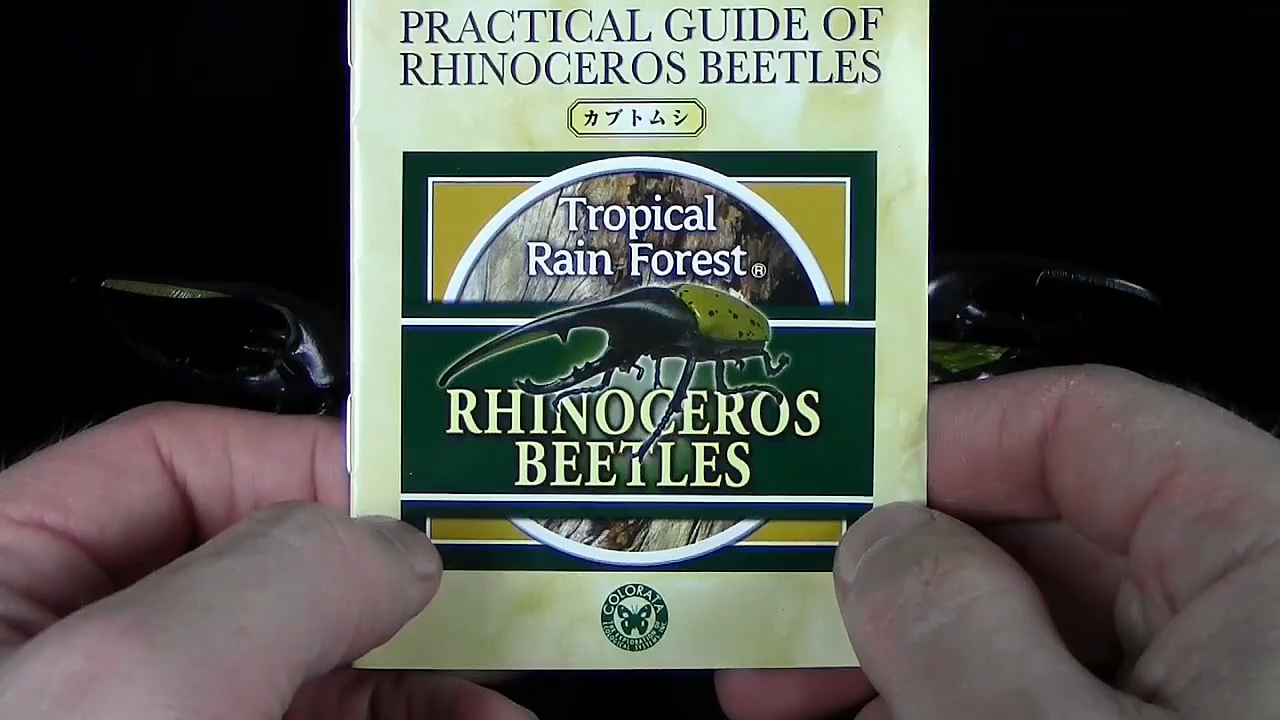 PRACTICAL GUIDE OF
RHINOCEROS BEETLES
カブトムシ
Tropical
Rain Forest®
RHINOCEROS
BEETLES
COLORATA